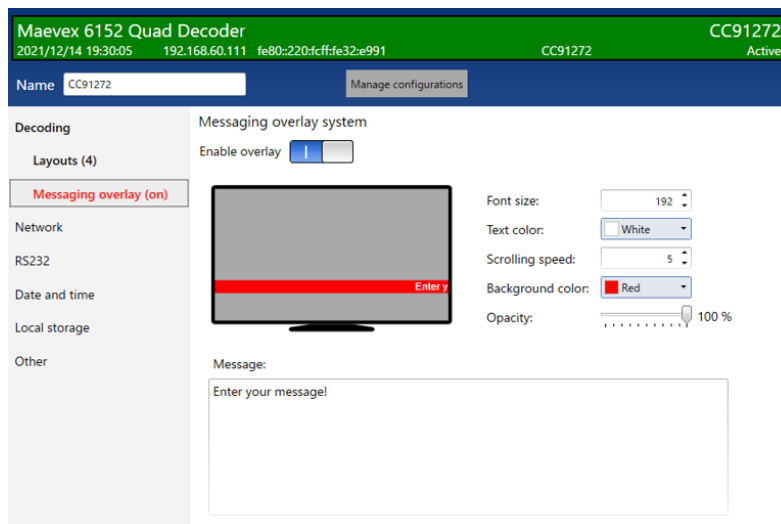 Maevex 6152 Quad Decoder CC91272
2021/12/14 19:30:05 192.168.60.111 fe80::220:fcff:fe32:e991 CC91272 Active
Name CC91272 Manage configurations
Decoding
Layouts (4)
Messaging overlay (on)
Network
RS232
Date and time
Local storage
Other
Messaging overlay system
Enable overlay
Enter y
Font size: 192
Text color: White
Scrolling speed: 5
Background color: Red
Opacity: 100 %
Message:
Enter your message!